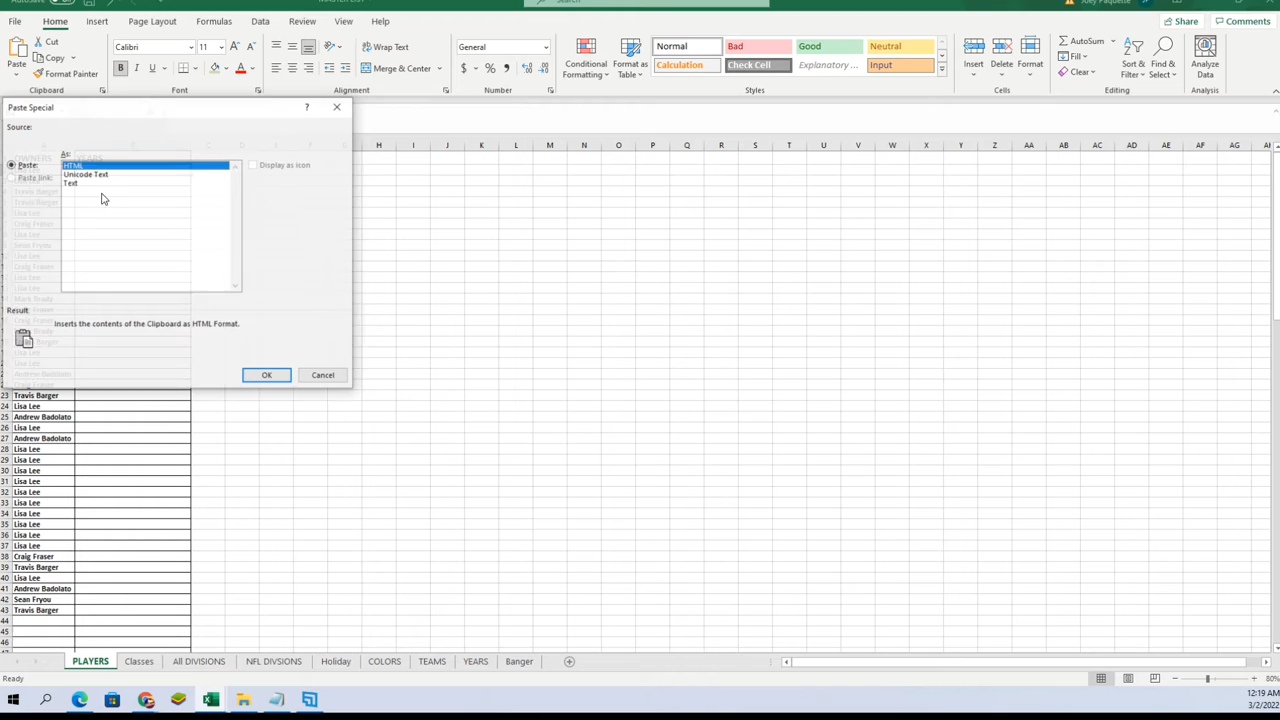 Share
Comments
File Home Insert Page Layout Formulas Data Review View Help
Paste
Cut
Copy
Format Painter
Clipboard
Calibri 11
B I U
Font
Wrap Text
Merge & Center
Alignment
General
$ % ,
Number
Conditional Formatting
Format as Table
Normal Bad Good Neutral
Calculation Check Cell Explanatory ... Input
Styles
Insert Delete Format
Cells
AutoSum
Fill
Clear
Sort & Filter
Find & Select
Editing
Analyze Data
Analysis
Paste Special
?
Source:
As:
Paste:
Paste link:
HTML
Unicode Text
Text
Display as icon
Result
Inserts the contents of the Clipboard as HTML Format.
OK Cancel
H I J K L M N O P Q R S T U V W X Y Z AA AB AC AD AE AF AG AH
OWNERS YEARS
23 Travis Barger
24 Lisa Lee
25 Andrew Badolato
26 Lisa Lee
27 Andrew Badolato
28 Lisa Lee
29 Lisa Lee
30 Lisa Lee
31 Lisa Lee
32 Lisa Lee
33 Lisa Lee
34 Lisa Lee
35 Lisa Lee
36 Lisa Lee
37 Lisa Lee
38 Craig Fraser
39 Travis Barger
40 Lisa Lee
41 Andrew Badolato
42 Sean Fryou
43 Travis Barger
44
45
46
PLAYERS Classes All DIVISIONS NFL DIVSIONS Holiday COLORS TEAMS YEARS Banger
Ready
80%
12:19 AM
3/2/2022